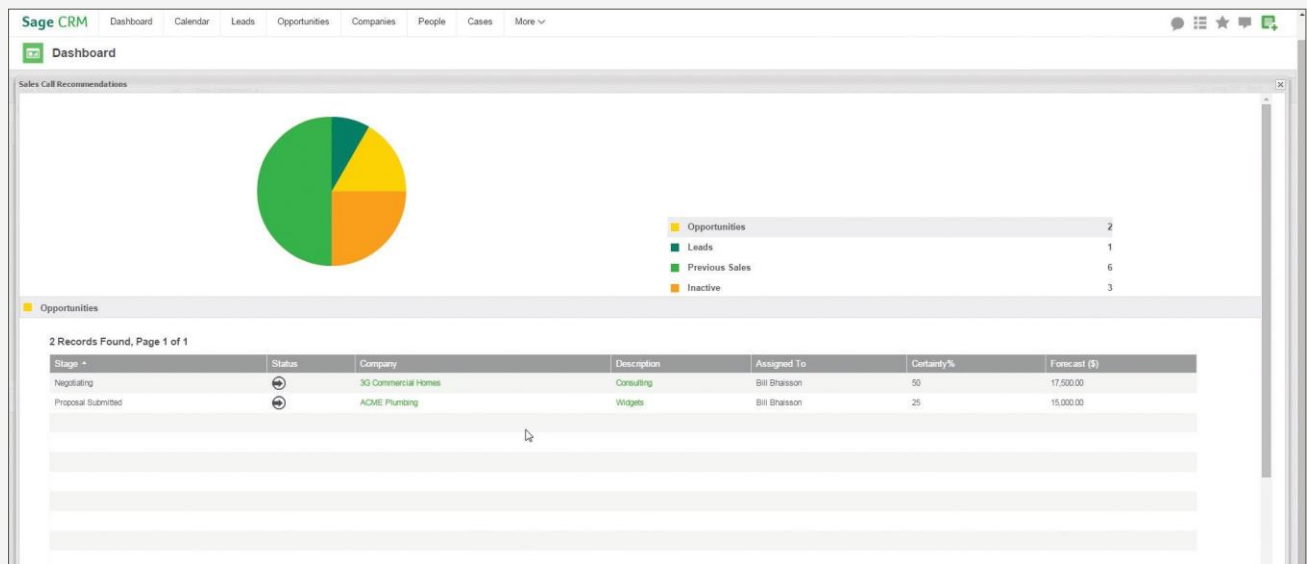 Sage CRM Dashboard Calendar Leads Opportunities Companies People Cases More
Dashboard
Sales Call Recommendations
Opportunities 2
Leads 1
Previous Sales 6
Inactive 3
Opportunities
2 Records Found, Page 1 of 1
Stage Status Company Description Assigned To Certainty% Forecast ($)
Negotiating 3G Commercial Homes Consulting Bill Bhaisson 50 17,500.00
Proposal Submitted ACME Plumbing Widgets Bill Bhaisson 25 15,000.00